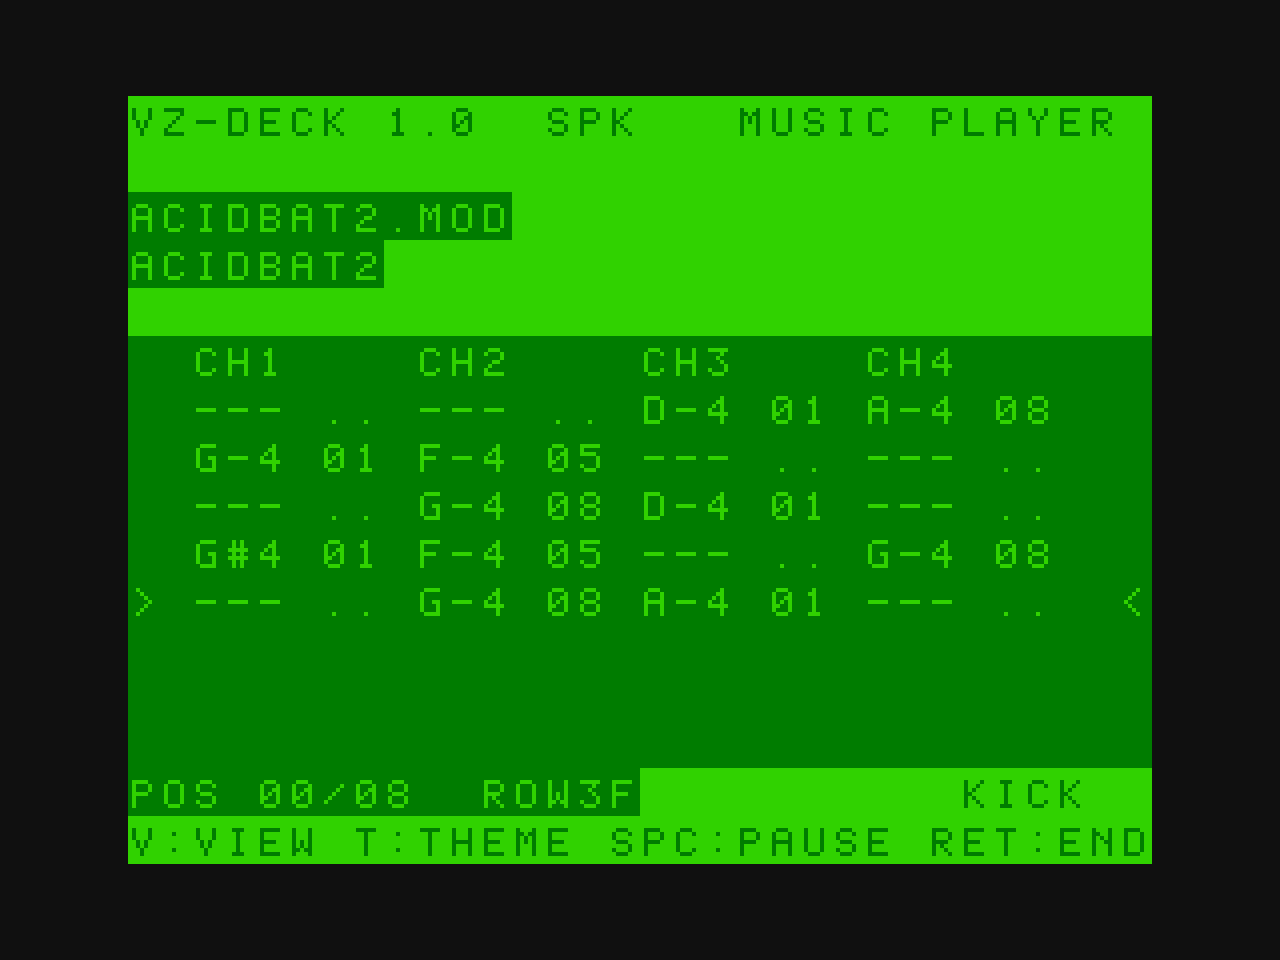 VZ-DECK 1.0  SPK   MUSIC PLAYER
ACIDBAT2.MOD
ACIDBAT2
CH1    CH2    CH3    CH4
--- .. --- .. D-4 01 A-4 08
G-4 01 F-4 05 --- .. --- ..
--- .. G-4 08 D-4 01 --- ..
G#4 01 F-4 05 --- .. G-4 08
> --- .. G-4 08 A-4 01 --- ..  <
POS 00/08  ROW3F          KICK
V:VIEW T:THEME SPC:PAUSE RET:END